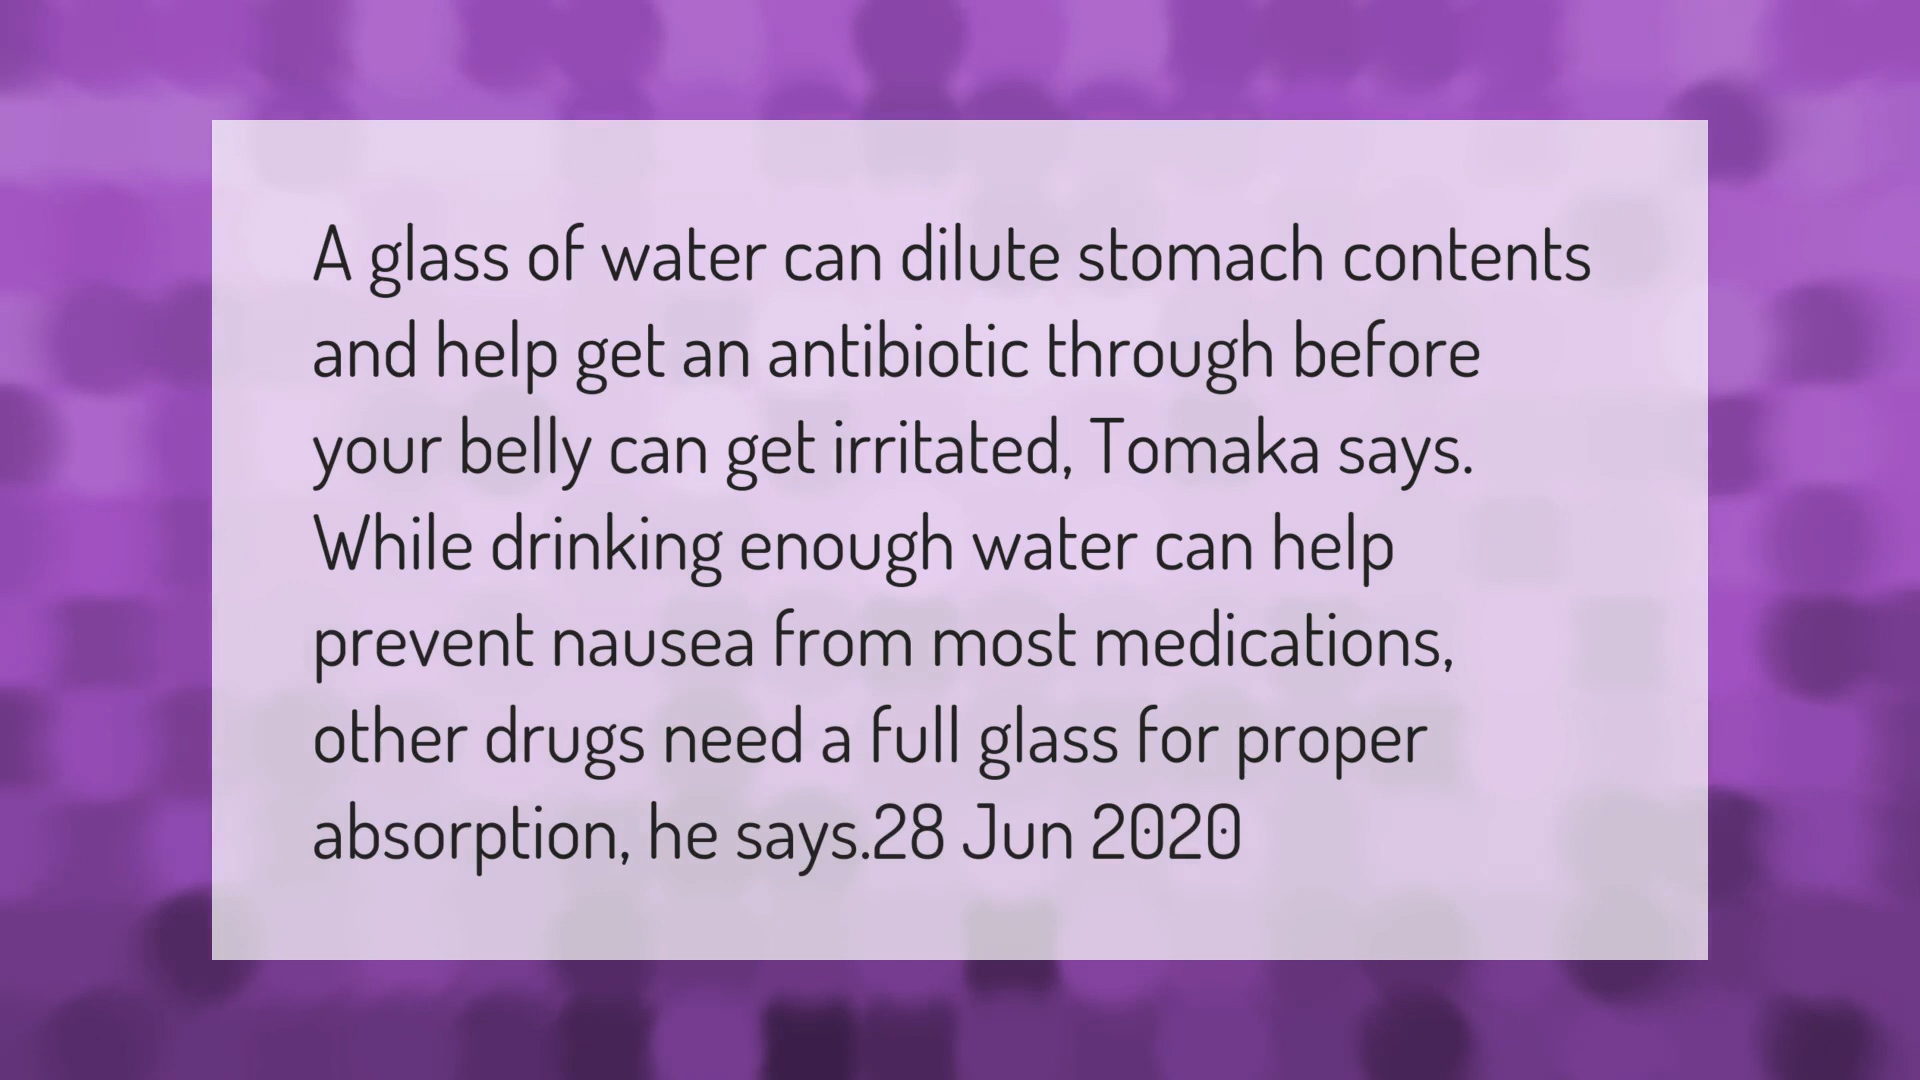 A glass of water can dilute stomach contents
and help get an antibiotic through before
your belly can get irritated, Tomaka says.
While drinking enough water can help
prevent nausea from most medications,
other drugs need a full glass for proper
absorption, he says.28 Jun 2020